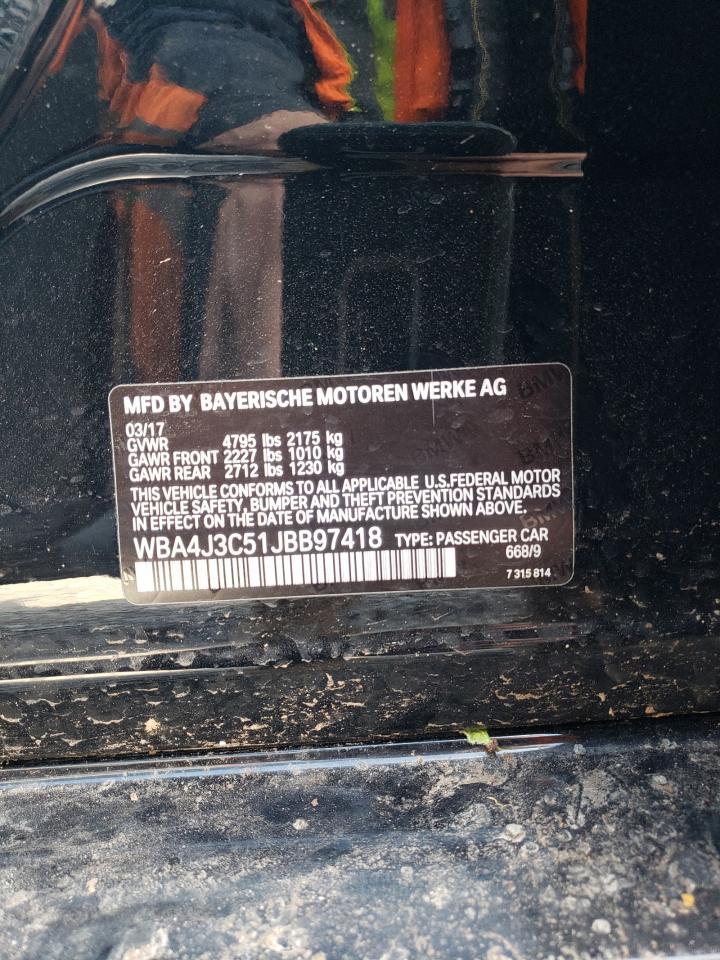 MFD BY BAYERISCHE MOTOREN WERKE AG
03/17
GVWR 4795 lbs 2175 kg
GAWR FRONT 2227 lbs 1010 kg
GAWR REAR 2712 lbs 1230 kg
THIS VEHICLE CONFORMS TO ALL APPLICABLE U.S.FEDERAL MOTOR
VEHICLE SAFETY, BUMPER AND THEFT PREVENTION STANDARDS
IN EFFECT ON THE DATE OF MANUFACTURE SHOWN ABOVE.
WBA4J3C51JBB97418 TYPE: PASSENGER CAR
668/9
7 315 814